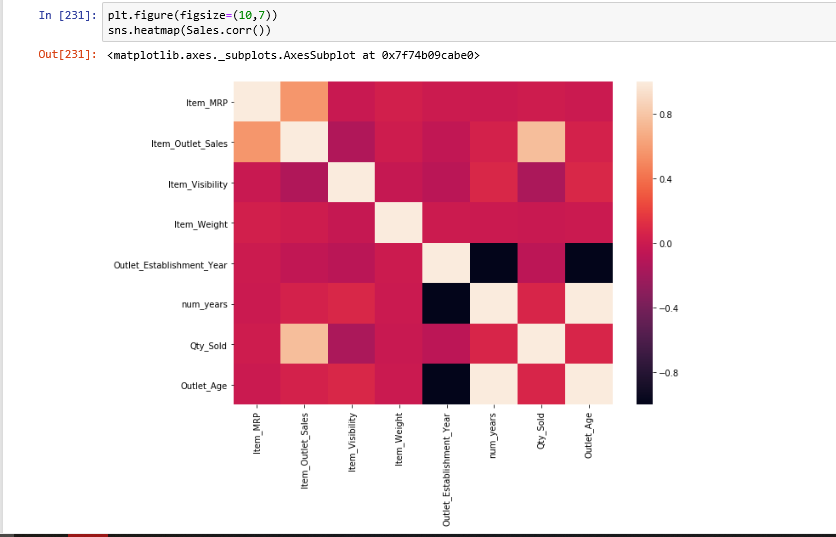 In [231]: plt.figure(figsize=(10,7))
sns.heatmap(Sales.corr())
Out[231]: <matplotlib.axes._subplots.AxesSubplot at 0x7f74b09cabe0>
Item_MRP
Item_Outlet_Sales
Item_Visibility
Item_Weight
Outlet_Establishment_Year
num_years
Qty_Sold
Outlet_Age
0.8
0.4
0.0
−0.4
−0.8
Item_MRP
Item_Outlet_Sales
Item_Visibility
Item_Weight
Outlet_Establishment_Year
num_years
Qty_Sold
Outlet_Age